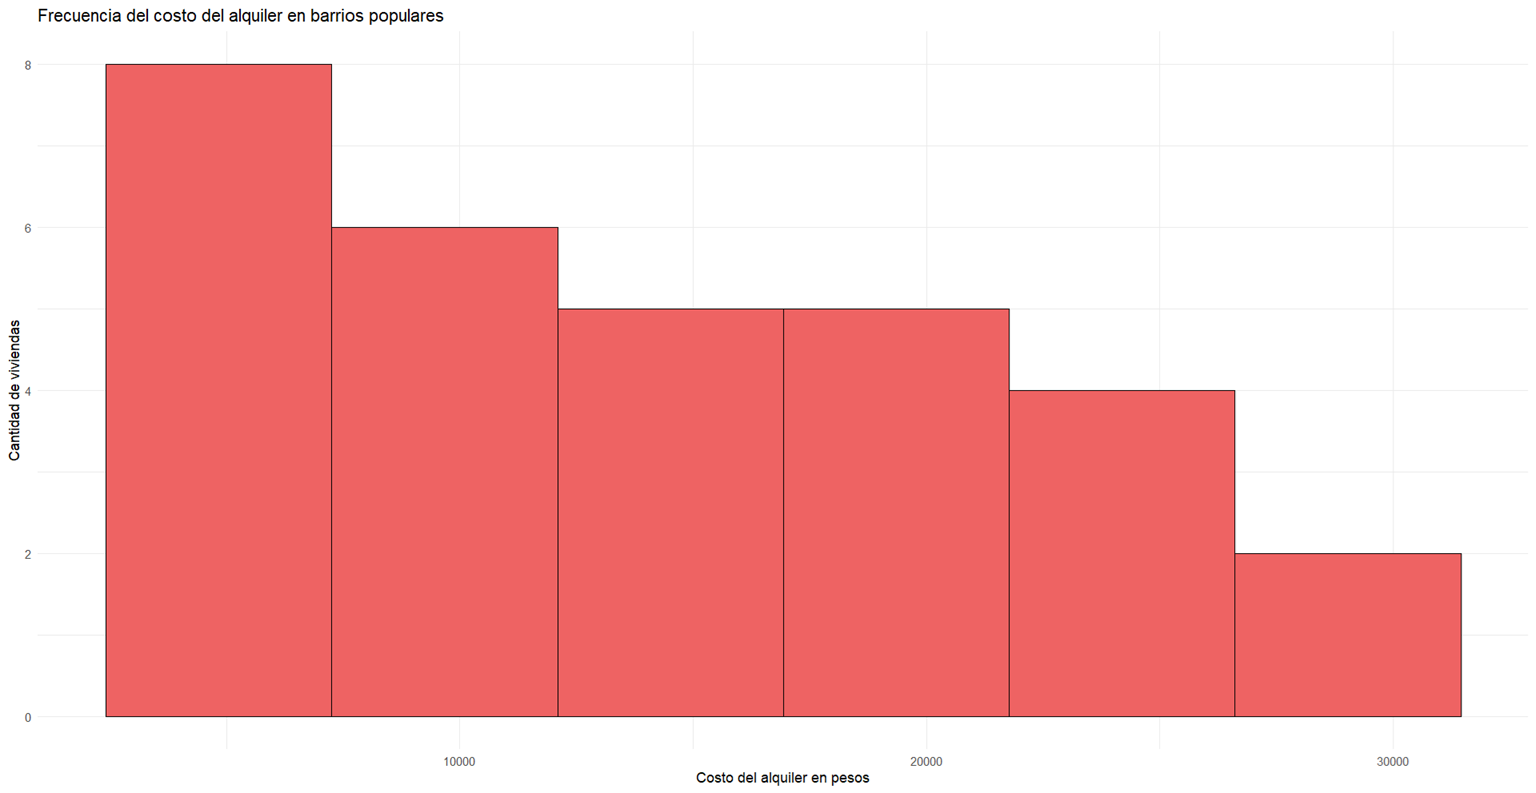 Frecuencia del costo del alquiler en barrios populares
8
6
4
2
0
Cantidad de viviendas
10000
20000
30000
Costo del alquiler en pesos